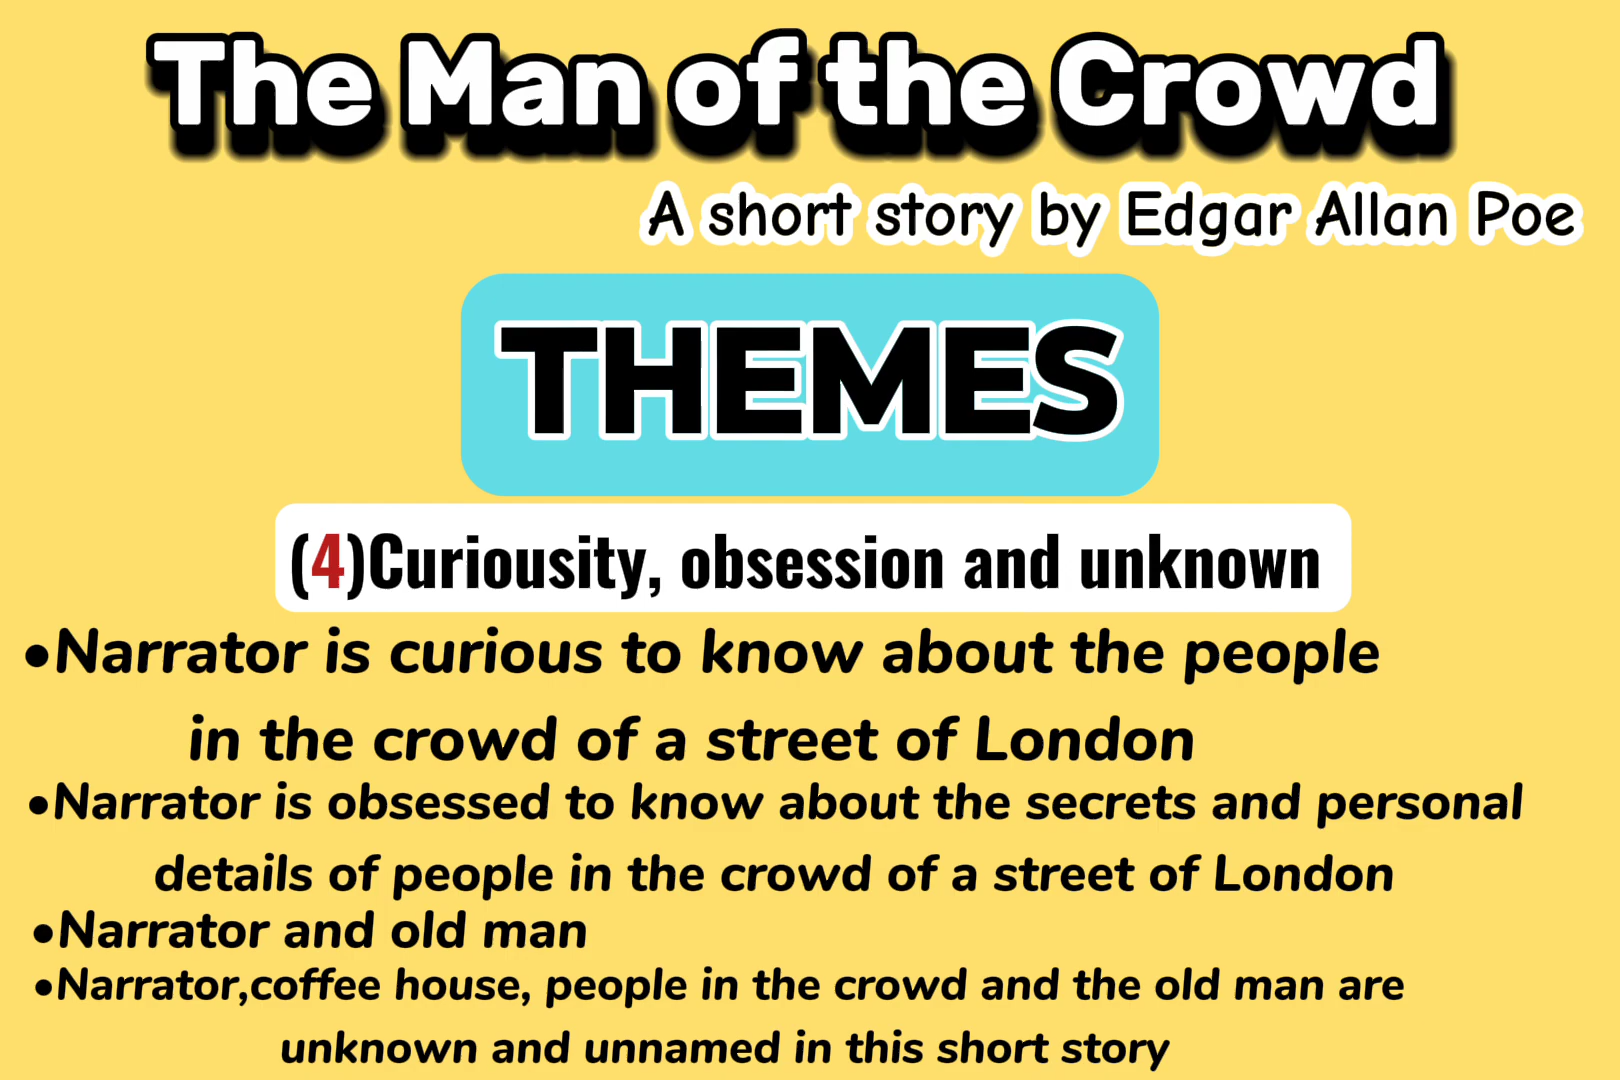 The Man of the Crowd
A short story by Edgar Allan Poe
THEMES
(4)Curiousity, obsession and unknown
•Narrator is curious to know about the people
in the crowd of a street of London
•Narrator is obsessed to know about the secrets and personal
details of people in the crowd of a street of London
•Narrator and old man
•Narrator,coffee house, people in the crowd and the old man are
unknown and unnamed in this short story